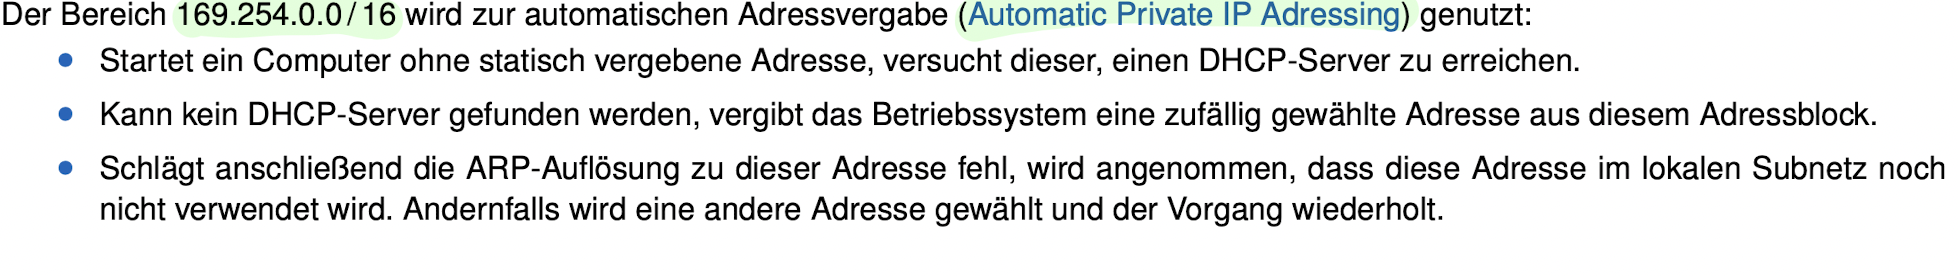 Der Bereich 169.254.0.0 / 16 wird zur automatischen Adressvergabe (Automatic Private IP Adressing) genutzt:
• Startet ein Computer ohne statisch vergebene Adresse, versucht dieser, einen DHCP-Server zu erreichen.
• Kann kein DHCP-Server gefunden werden, vergibt das Betriebssystem eine zufällig gewählte Adresse aus diesem Adressblock.
• Schlägt anschließend die ARP-Auflösung zu dieser Adresse fehl, wird angenommen, dass diese Adresse im lokalen Subnetz noch
nicht verwendet wird. Andernfalls wird eine andere Adresse gewählt und der Vorgang wiederholt.